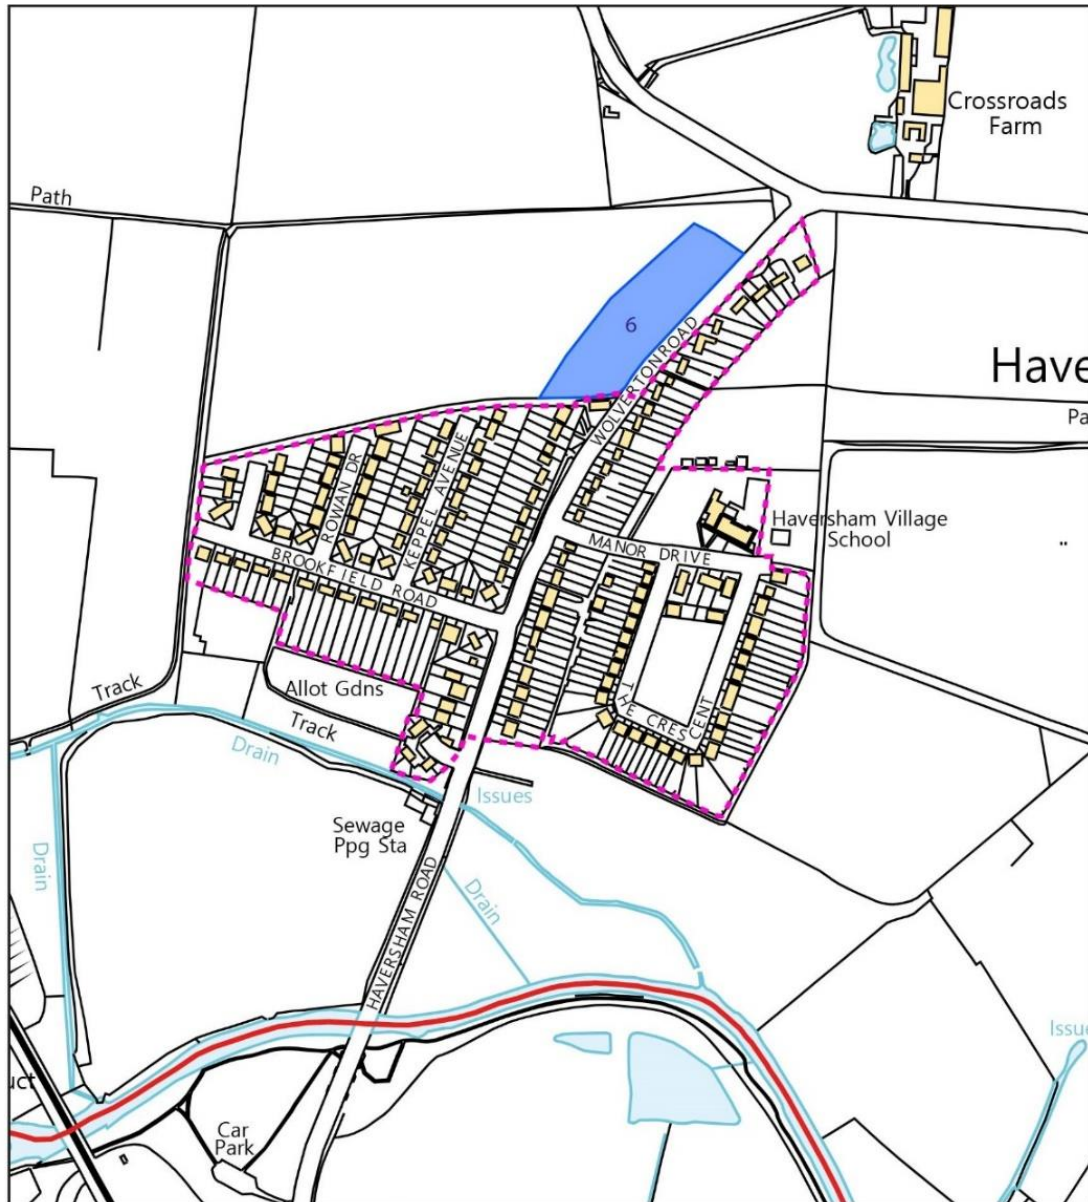 Crossroads
Farm
Path
6
WOLVERTON ROAD
Have
Pa
ROWAN DR
KEPPEL AVENUE
Haversham Village
School
MANOR DRIVE
BROOKFIELD ROAD
Allot Gdns
Track
THE CRESCENT
Track
Drain
Issues
Sewage
Ppg Sta
Drain
Drain
HAVERSHAM ROAD
Issue
uct
Car
Park